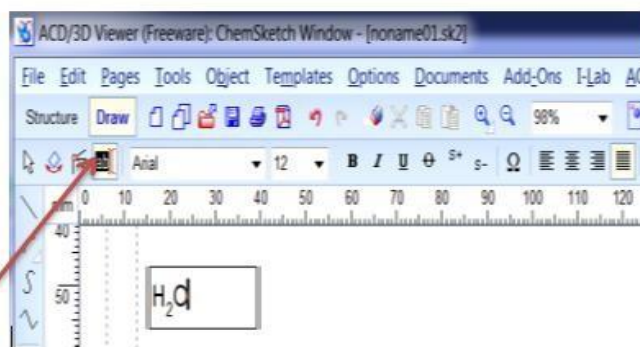 ACD/3D Viewer (Freeware): ChemSketch Window - [noname01.sk2]
File Edit Pages Tools Object Templates Options Documents Add-Ons I-Lab AC
Structure Draw 98%
ab Arial 12 B I U S+ S- Ω
mm 0 10 20 30 40 50 60 70 80 90 100 110 120
40
50
H₂O